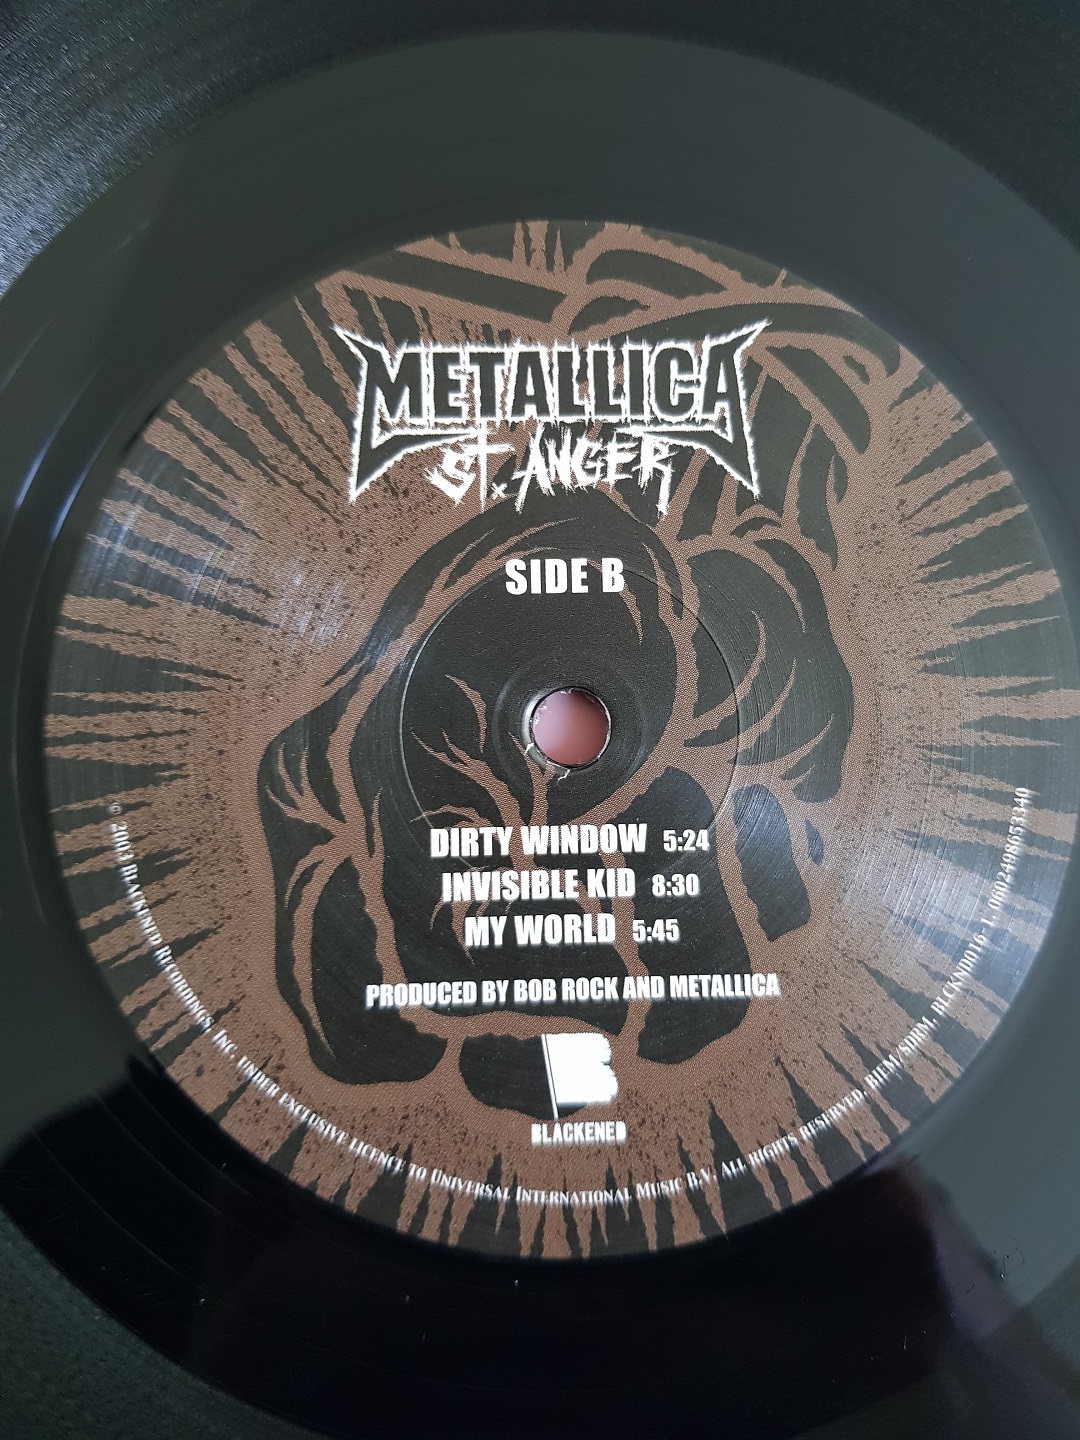 METALLICA
ST. ANGER
SIDE B
DIRTY WINDOW 5:24
INVISIBLE KID 8:30
MY WORLD 5:45
PRODUCED BY BOB ROCK AND METALLICA
BLACKENED
℗ 2003 BLACKENED RECORDINGS, INC. UNDER EXCLUSIVE LICENCE TO UNIVERSAL INTERNATIONAL MUSIC B.V. ALL RIGHTS RESERVED. BIEM/SDRM. BLCKND016-1. 0602498653340